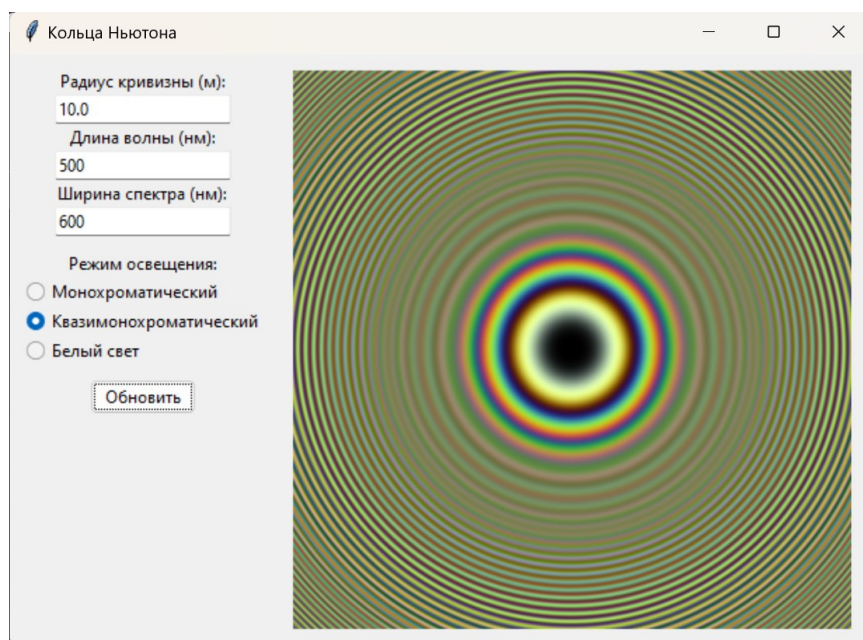 Кольца Ньютона
Радиус кривизны (м):
10.0
Длина волны (нм):
500
Ширина спектра (нм):
600
Режим освещения:
Монохроматический
Квазимонохроматический
Белый свет
Обновить